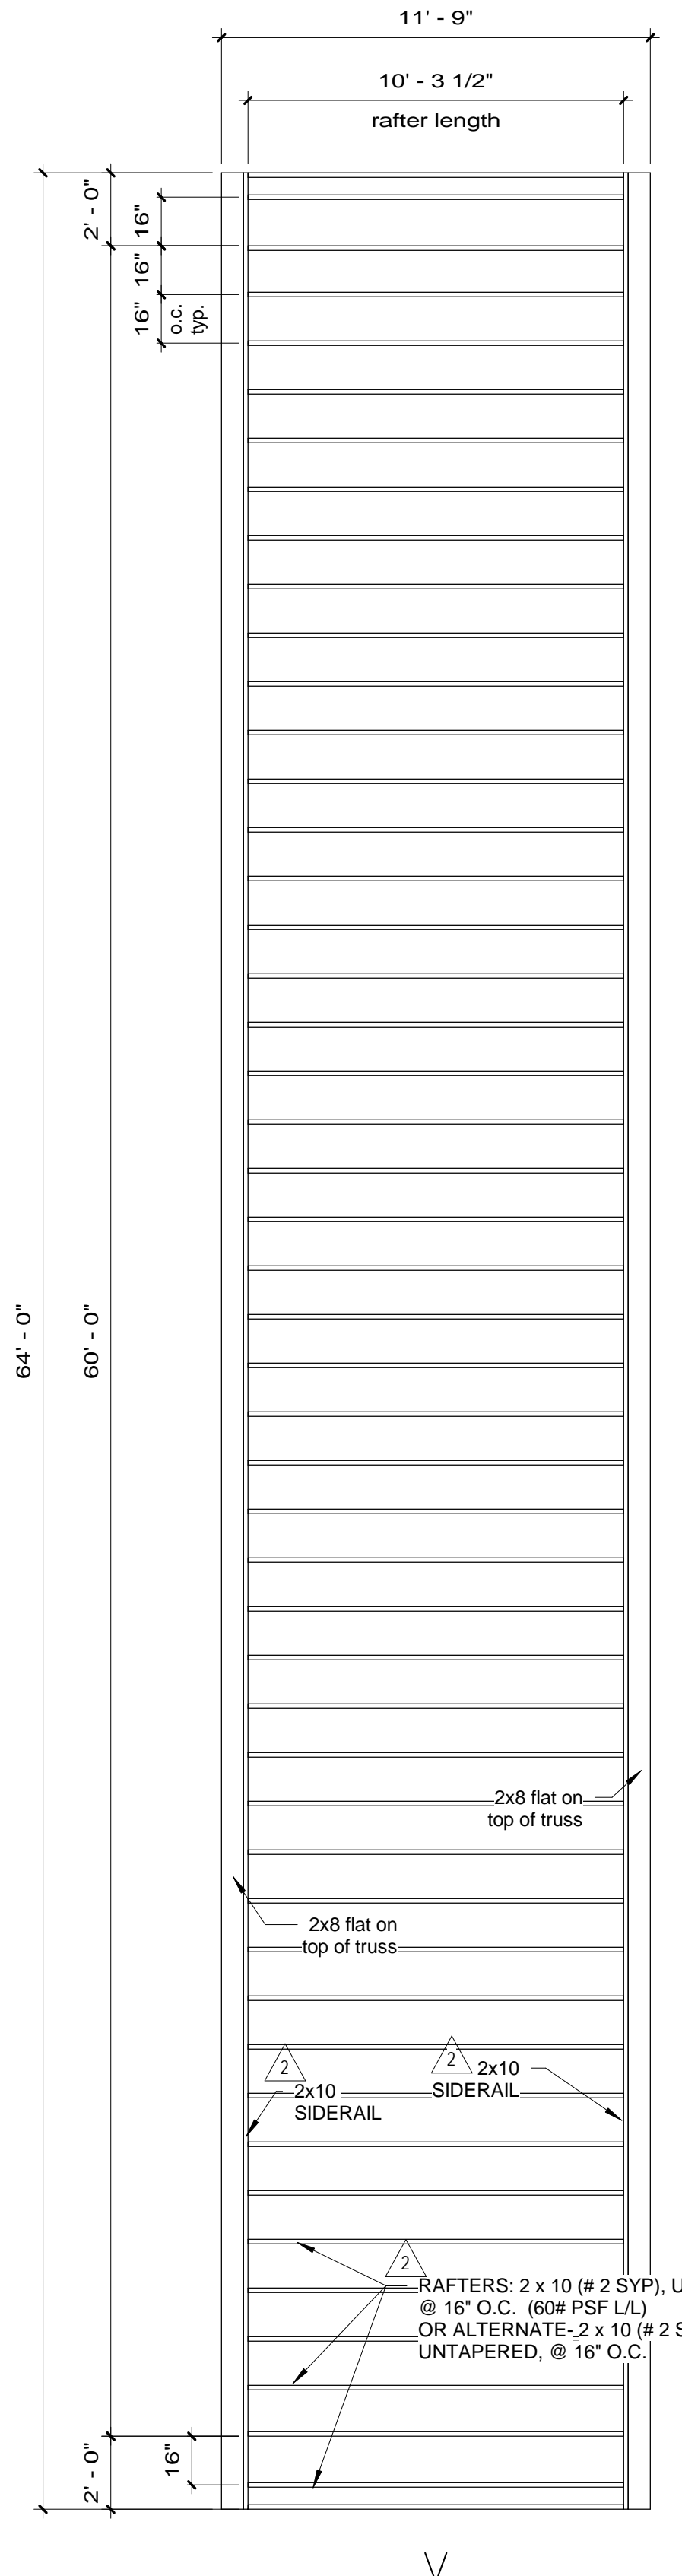 11' - 9"
10' - 3 1/2"
rafter length
2' - 0"
16"
16"
16"
o.c.
typ.
64' - 0"
60' - 0"
2x8 flat on
top of truss
2x8 flat on
top of truss
2
2x10
SIDERAIL
2
2x10
SIDERAIL
2
RAFTERS: 2 x 10 (# 2 SYP), U
@ 16" O.C. (60# PSF L/L)
OR ALTERNATE- 2 x 10 (# 2 S
UNTAPERED, @ 16" O.C.
2' - 0"
16"